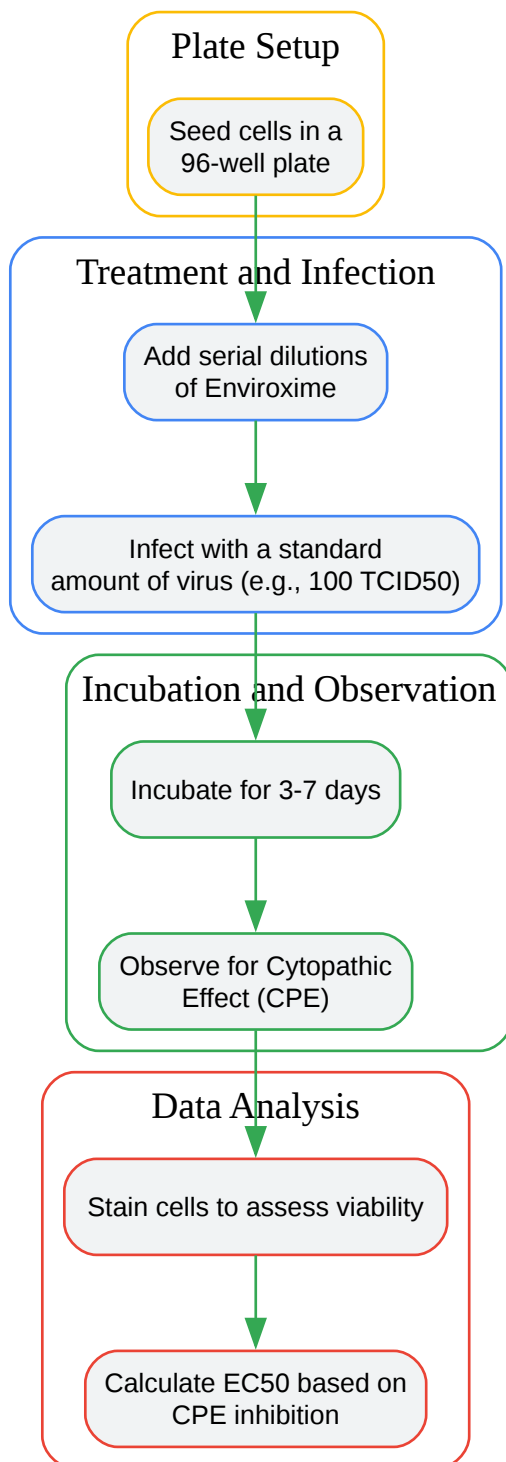 Plate Setup
Seed cells in a
96-well plate
Treatment and Infection
Add serial dilutions
of Enviroxime
Infect with a standard
amount of virus (e.g., 100 TCID50)
Incubation and Observation
Incubate for 3-7 days
Observe for Cytopathic
Effect (CPE)
Data Analysis
Stain cells to assess viability
Calculate EC50 based on
CPE inhibition